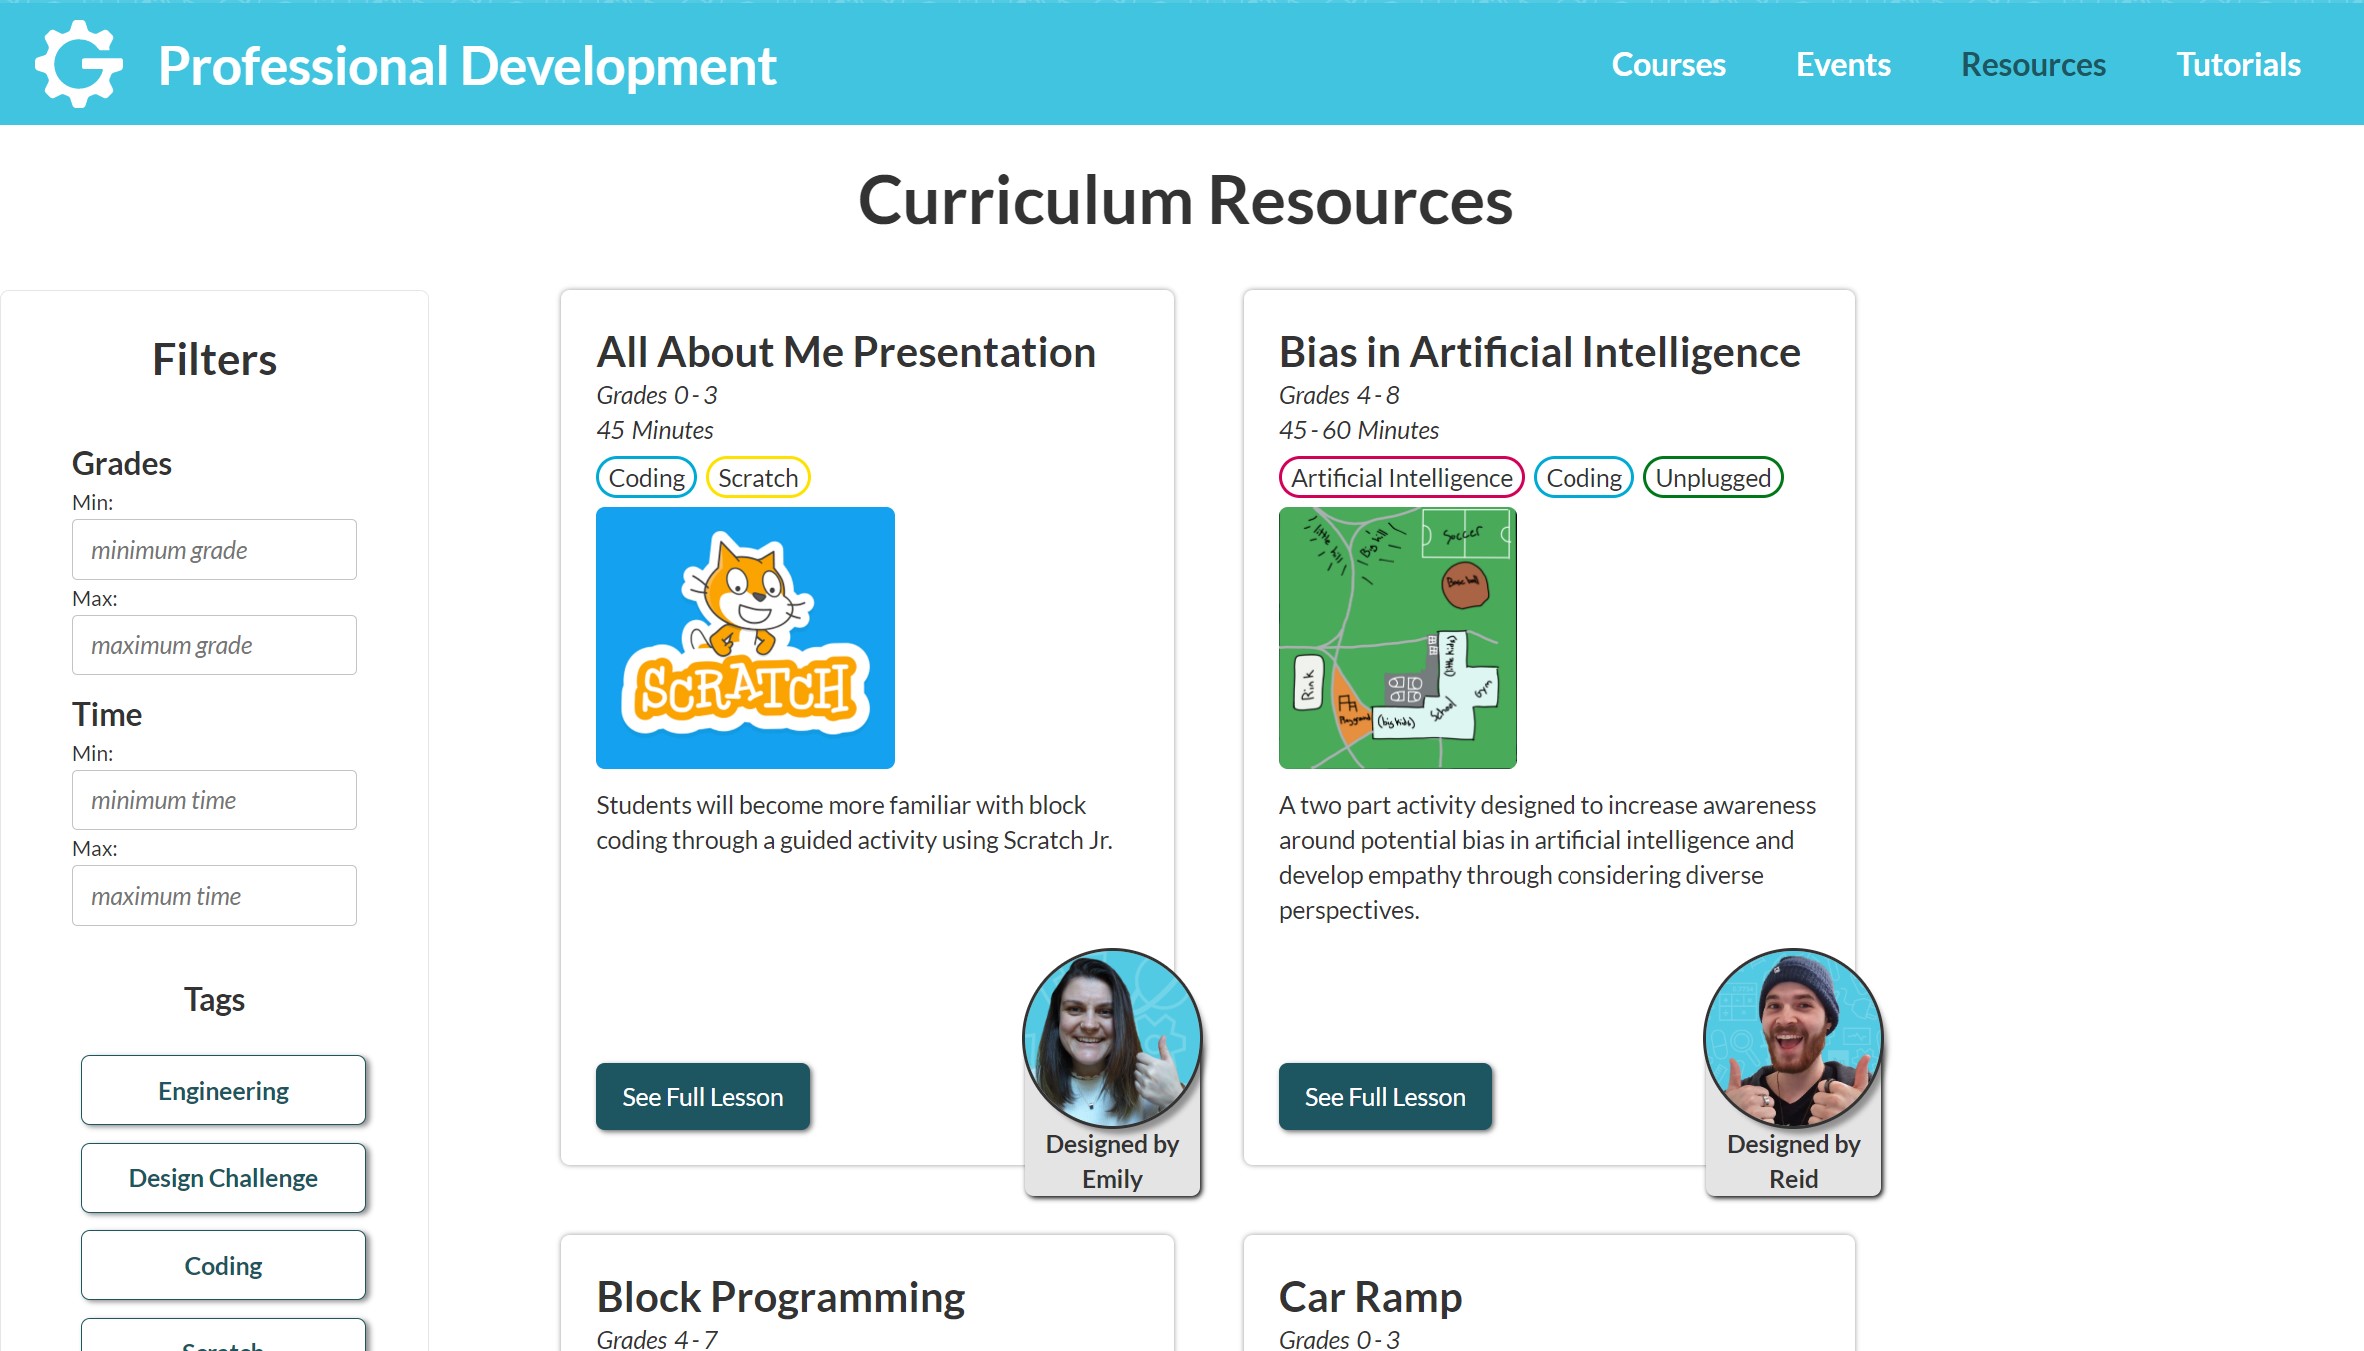 Professional Development
Courses
Events
Resources
Tutorials
Curriculum Resources
Filters
Grades
Min:
minimum grade
Max:
maximum grade
Time
Min:
minimum time
Max:
maximum time
Tags
Engineering
Design Challenge
Coding
Scratch
All About Me Presentation
Grades 0 - 3
45 Minutes
Coding Scratch
SCRATCH
Students will become more familiar with block
coding through a guided activity using Scratch Jr.
See Full Lesson
Designed by
Emily
Bias in Artificial Intelligence
Grades 4 - 8
45 - 60 Minutes
Artificial Intelligence Coding Unplugged
little hill
Big hill
Soccer
Baseball
(little kids)
Rink
Gym
Playground
(big kids)
School
A two part activity designed to increase awareness
around potential bias in artificial intelligence and
develop empathy through considering diverse
perspectives.
See Full Lesson
Designed by
Reid
Block Programming
Grades 4 - 7
Car Ramp
Grades 0 - 3